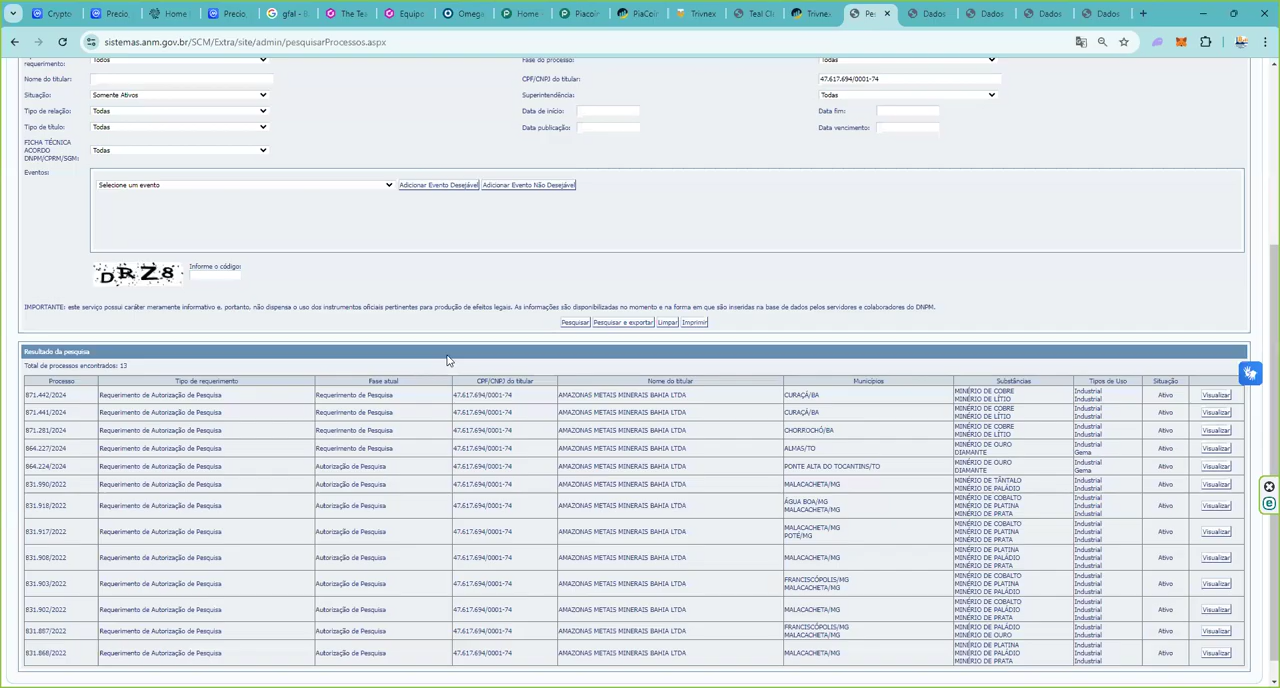 Crypto
Precio.
Home |
Precio
gfal - B
The Te
Equipo
Omego
Home -
Piacoin
PiaCoin
Trivnex
Teal Cl
Trivnex
Pes
Dados
Dados
Dados
Dados
sistemas.anm.gov.br/SCM/Extra/site/admin/pesquisarProcessos.aspx
requerimento: Todos Fase do processo: Todas
Nome do titular: CPF/CNPJ do titular: 47.617.694/0001-74
Situação: Somente Ativos Superintendência: Todas
Tipo de relação: Todas Data de início: Data fim:
Tipo de título: Todas Data publicação: Data vencimento:
FICHA TÉCNICA
ACORDO Todas
DNPM/CPRM/SGM:
Eventos:
Selecione um evento Adicionar Evento Desejável Adicionar Evento Não Desejável
DRZ8 Informe o código:
IMPORTANTE: este serviço possui caráter meramente informativo e, portanto, não dispensa o uso dos instrumentos oficiais pertinentes para produção de efeitos legais. As informações são disponibilizadas no momento e na forma em que são inseridas na base de dados pelos servidores e colaboradores do DNPM.
Pesquisar Pesquisar e exportar Limpar Imprimir
Resultado da pesquisa
Total de processos encontrados: 13
Processo Tipo de requerimento Fase atual CPF/CNPJ do titular Nome do titular Municípios Substâncias Tipos de Uso Situação
871.442/2024 Requerimento de Autorização de Pesquisa Requerimento de Pesquisa 47.617.694/0001-74 AMAZONAS METAIS MINERAIS BAHIA LTDA CURAÇÁ/BA MINÉRIO DE COBRE Industrial Ativo Visualizar
MINÉRIO DE LÍTIO Industrial
871.441/2024 Requerimento de Autorização de Pesquisa Requerimento de Pesquisa 47.617.694/0001-74 AMAZONAS METAIS MINERAIS BAHIA LTDA CURAÇÁ/BA MINÉRIO DE COBRE Industrial Ativo Visualizar
MINÉRIO DE LÍTIO Industrial
871.281/2024 Requerimento de Autorização de Pesquisa Requerimento de Pesquisa 47.617.694/0001-74 AMAZONAS METAIS MINERAIS BAHIA LTDA CHORROCHÓ/BA MINÉRIO DE COBRE Industrial Ativo Visualizar
MINÉRIO DE LÍTIO Industrial
864.227/2024 Requerimento de Autorização de Pesquisa Requerimento de Pesquisa 47.617.694/0001-74 AMAZONAS METAIS MINERAIS BAHIA LTDA ALMAS/TO MINÉRIO DE OURO Industrial Ativo Visualizar
DIAMANTE Gema
864.224/2024 Requerimento de Autorização de Pesquisa Autorização de Pesquisa 47.617.694/0001-74 AMAZONAS METAIS MINERAIS BAHIA LTDA PONTE ALTA DO TOCANTINS/TO MINÉRIO DE OURO Industrial Ativo Visualizar
DIAMANTE Gema
831.990/2022 Requerimento de Autorização de Pesquisa Autorização de Pesquisa 47.617.694/0001-74 AMAZONAS METAIS MINERAIS BAHIA LTDA MALACACHETA/MG MINÉRIO DE TÂNTALO Industrial Ativo Visualizar
MINÉRIO DE PALÁDIO Industrial
831.918/2022 Requerimento de Autorização de Pesquisa Autorização de Pesquisa 47.617.694/0001-74 AMAZONAS METAIS MINERAIS BAHIA LTDA ÁGUA BOA/MG MINÉRIO DE COBALTO Industrial Ativo Visualizar
MALACACHETA/MG MINÉRIO DE PLATINA Industrial
MINÉRIO DE PRATA Industrial
831.917/2022 Requerimento de Autorização de Pesquisa Autorização de Pesquisa 47.617.694/0001-74 AMAZONAS METAIS MINERAIS BAHIA LTDA MALACACHETA/MG MINÉRIO DE COBALTO Industrial Ativo Visualizar
POTÉ/MG MINÉRIO DE PLATINA Industrial
MINÉRIO DE PRATA Industrial
831.908/2022 Requerimento de Autorização de Pesquisa Autorização de Pesquisa 47.617.694/0001-74 AMAZONAS METAIS MINERAIS BAHIA LTDA MALACACHETA/MG MINÉRIO DE PLATINA Industrial Ativo Visualizar
MINÉRIO DE PALÁDIO Industrial
MINÉRIO DE PRATA Industrial
831.903/2022 Requerimento de Autorização de Pesquisa Autorização de Pesquisa 47.617.694/0001-74 AMAZONAS METAIS MINERAIS BAHIA LTDA FRANCISCÓPOLIS/MG MINÉRIO DE COBALTO Industrial Ativo Visualizar
MALACACHETA/MG MINÉRIO DE PLATINA Industrial
MINÉRIO DE PALÁDIO Industrial
831.902/2022 Requerimento de Autorização de Pesquisa Autorização de Pesquisa 47.617.694/0001-74 AMAZONAS METAIS MINERAIS BAHIA LTDA MALACACHETA/MG MINÉRIO DE COBALTO Industrial Ativo Visualizar
MINÉRIO DE PALÁDIO Industrial
MINÉRIO DE PRATA Industrial
831.887/2022 Requerimento de Autorização de Pesquisa Autorização de Pesquisa 47.617.694/0001-74 AMAZONAS METAIS MINERAIS BAHIA LTDA FRANCISCÓPOLIS/MG MINÉRIO DE PALÁDIO Industrial Ativo Visualizar
MALACACHETA/MG MINÉRIO DE OURO Industrial
831.868/2022 Requerimento de Autorização de Pesquisa Autorização de Pesquisa 47.617.694/0001-74 AMAZONAS METAIS MINERAIS BAHIA LTDA MALACACHETA/MG MINÉRIO DE PLATINA Industrial Ativo Visualizar
MINÉRIO DE PALÁDIO Industrial
MINÉRIO DE PRATA Industrial